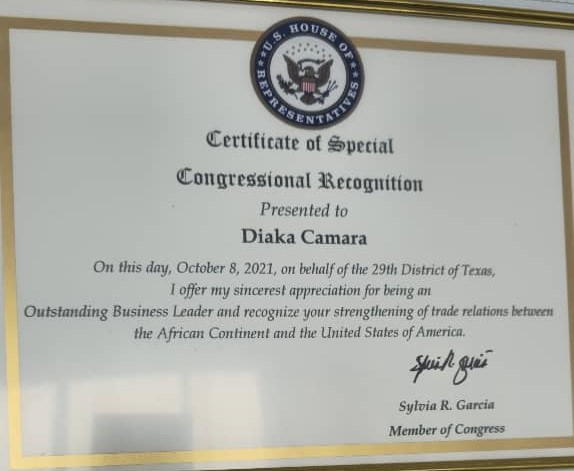 U.S. HOUSE OF REPRESENTATIVES
Certificate of Special
Congressional Recognition
Presented to
Diaka Camara
On this day, October 8, 2021, on behalf of the 29th District of Texas,
I offer my sincerest appreciation for being an
Outstanding Business Leader and recognize your strengthening of trade relations between
the African Continent and the United States of America.
Sylvia R. Garcia
Member of Congress